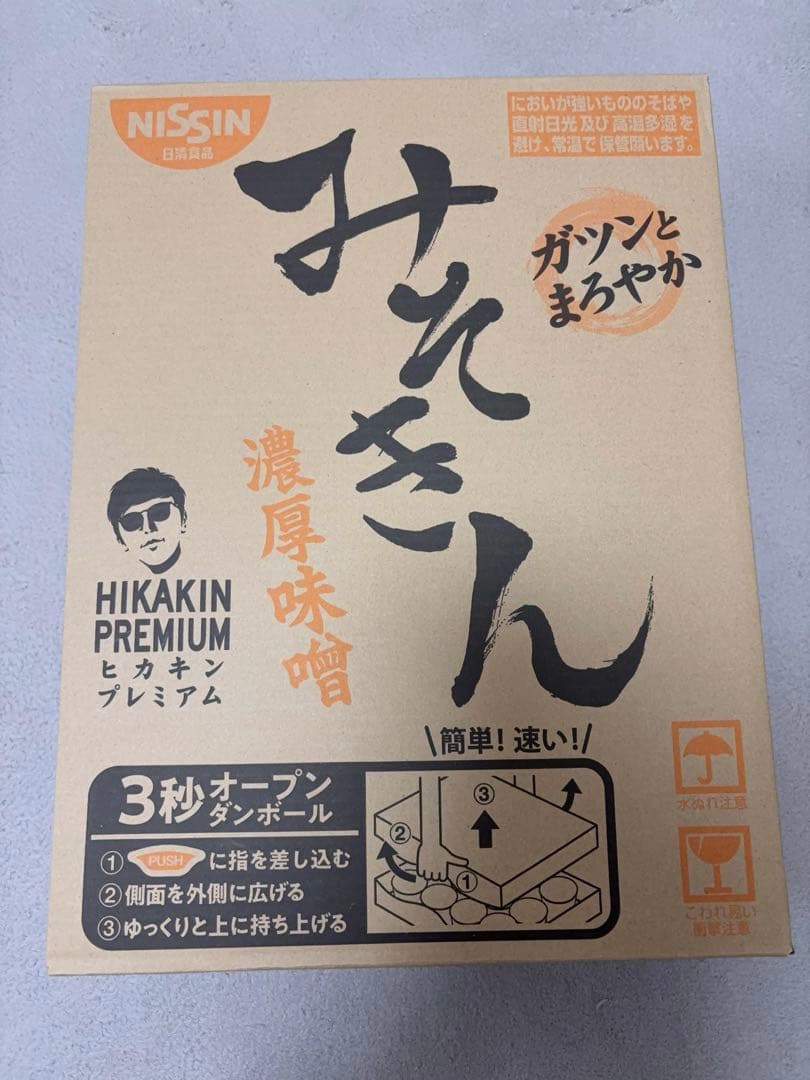 NISSIN
日清食品
においが強いもののそばや
直射日光及び高温多湿を
避け、常温で保管願います。
みそきん
ガツンと
まろやか
濃厚味噌
HIKAKIN
PREMIUM
ヒカキン
プレミアム
\簡単!速い!/
3秒オープン
ダンボール
① PUSH に指を差し込む
② 側面を外側に広げる
③ ゆっくりと上に持ち上げる
③
②
①
水ぬれ注意
こわれ易い
衝撃注意